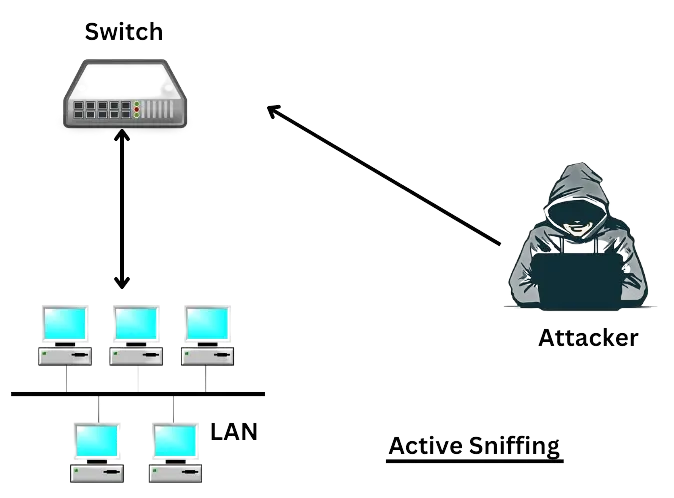 Switch
Attacker
LAN
Active Sniffing